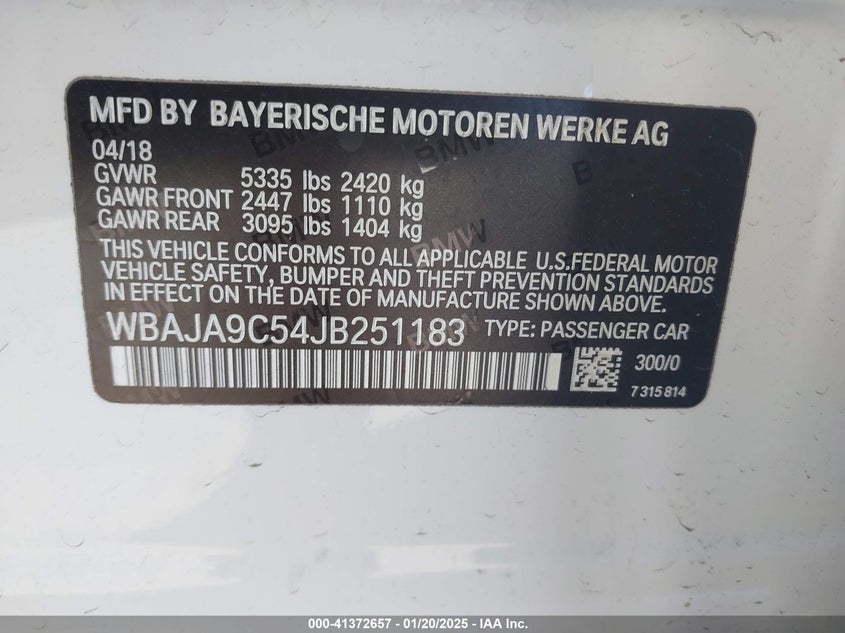 MFD BY BAYERISCHE MOTOREN WERKE AG
04/18
GVWR 5335 lbs 2420 kg
GAWR FRONT 2447 lbs 1110 kg
GAWR REAR 3095 lbs 1404 kg
THIS VEHICLE CONFORMS TO ALL APPLICABLE U.S.FEDERAL MOTOR
VEHICLE SAFETY, BUMPER AND THEFT PREVENTION STANDARDS
IN EFFECT ON THE DATE OF MANUFACTURE SHOWN ABOVE.
WBAJA9C54JB251183 TYPE: PASSENGER CAR
300/0
7 315 814
000-41372657 - 01/20/2025 - IAA Inc.